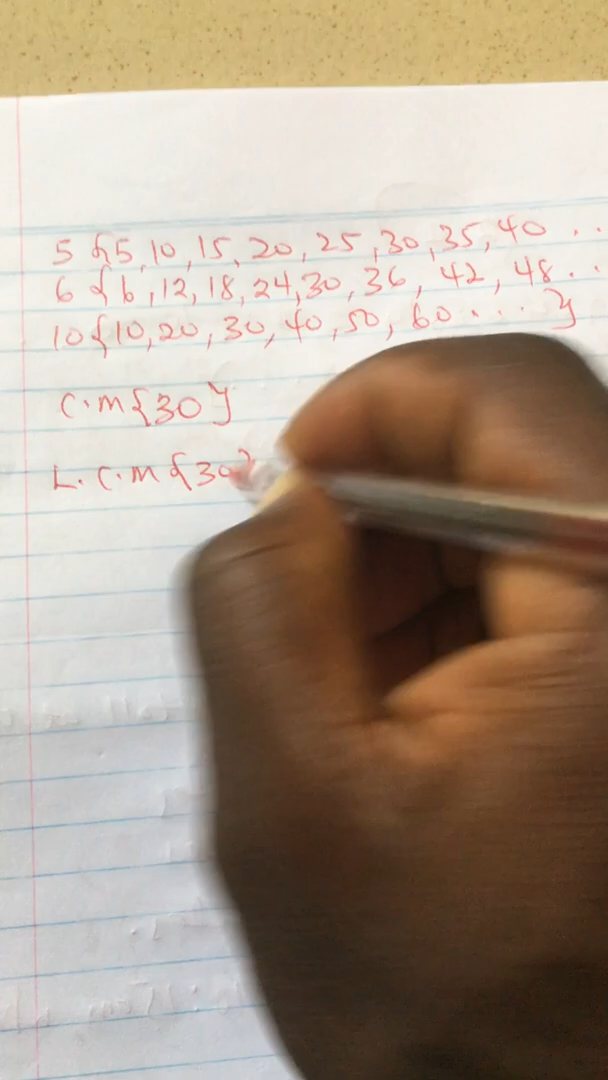 5 {5, 10, 15, 20, 25, 30, 35, 40 ..
6 {6, 12, 18, 24, 30, 36, 42, 48 ..
10 {10, 20, 30, 40, 50, 60 ... }
C.M {30}
L.C.M {30}